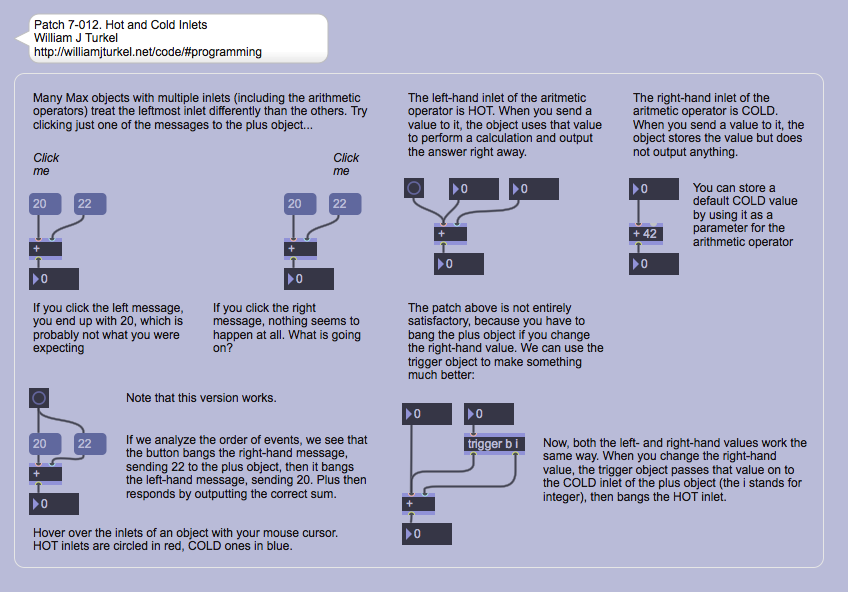 Patch 7-012. Hot and Cold Inlets
William J Turkel
http://williamjturkel.net/code/#programming
Many Max objects with multiple inlets (including the arithmetic
operators) treat the leftmost inlet differently than the others. Try
clicking just one of the messages to the plus object...
Click
me
Click
me
20
22
+
0
20
22
+
0
If you click the left message,
you end up with 20, which is
probably not what you were
expecting
If you click the right
message, nothing seems to
happen at all. What is going
on?
Note that this version works.
20
22
+
0
If we analyze the order of events, we see that
the button bangs the right-hand message,
sending 22 to the plus object, then it bangs
the left-hand message, sending 20. Plus then
responds by outputting the correct sum.
Hover over the inlets of an object with your mouse cursor.
HOT inlets are circled in red, COLD ones in blue.
The left-hand inlet of the aritmetic
operator is HOT. When you send a
value to it, the object uses that value
to perform a calculation and output
the answer right away.
0
0
+
0
The right-hand inlet of the
aritmetic operator is COLD.
When you send a value to it, the
object stores the value but does
not output anything.
0
+ 42
0
You can store a
default COLD value
by using it as a
parameter for the
arithmetic operator
The patch above is not entirely
satisfactory, because you have to
bang the plus object if you change
the right-hand value. We can use the
trigger object to make something
much better:
0
0
trigger b i
+
0
Now, both the left- and right-hand values work the
same way. When you change the right-hand
value, the trigger object passes that value on to
the COLD inlet of the plus object (the i stands for
integer), then bangs the HOT inlet.